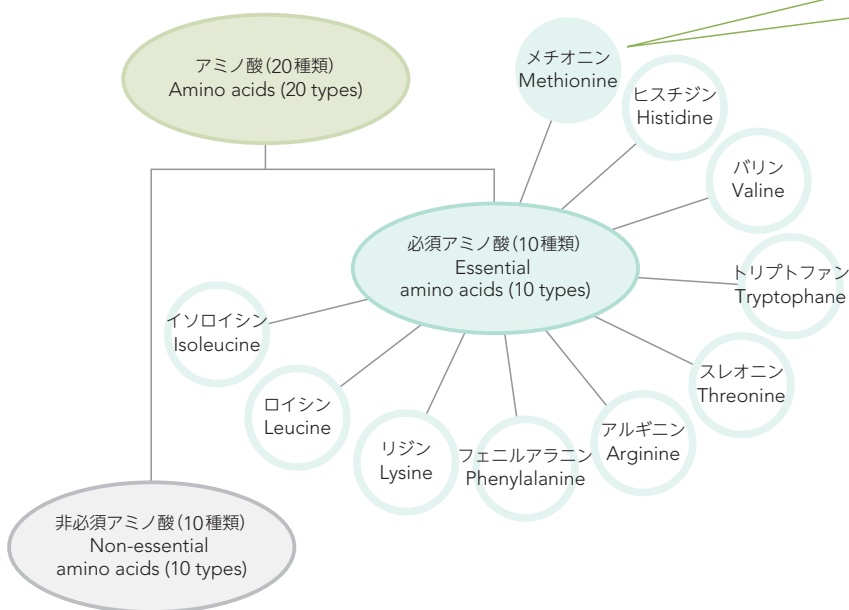 アミノ酸（20種類）
Amino acids (20 types)
メチオニン
Methionine
ヒスチジン
Histidine
バリン
Valine
必須アミノ酸（10種類）
Essential
amino acids (10 types)
トリプトファン
Tryptophane
イソロイシン
Isoleucine
スレオニン
Threonine
ロイシン
Leucine
アルギニン
Arginine
リジン
Lysine
フェニルアラニン
Phenylalanine
非必須アミノ酸（10種類）
Non-essential
amino acids (10 types)